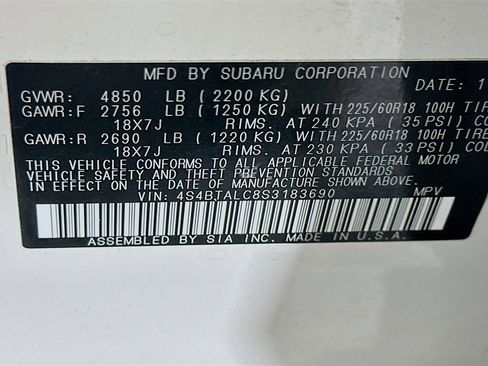 MFD BY SUBARU CORPORATION
DATE: 1
GVWR: 4850 LB ( 2200 KG)
GAWR:F 2756 LB ( 1250 KG) WITH 225/60R18 100H TIRE
18X7J RIMS. AT 240 KPA ( 35 PSI) COL
GAWR:R 2690 LB ( 1220 KG) WITH 225/60R18 100H TIRE
18X7J RIMS. AT 230 KPA ( 33 PSI) COL
THIS VEHICLE CONFORMS TO ALL APPLICABLE FEDERAL MOTOR
VEHICLE SAFETY AND THEFT PREVENTION STANDARDS
IN EFFECT ON THE DATE OF MANUFACTURE SHOWN ABOVE.
VIN: 4S4BTALC8S3183690 MPV
ASSEMBLED BY SIA INC. MADE IN U.S.A.